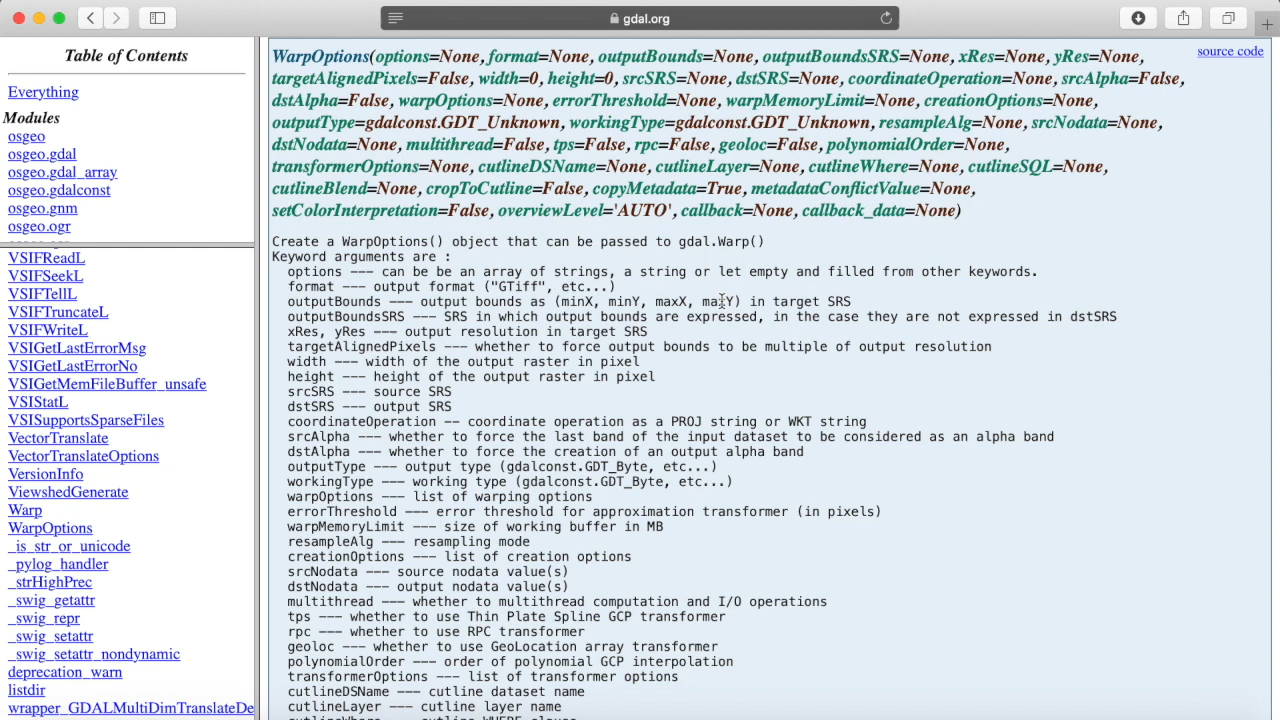 gdal.org
Table of Contents
Everything
Modules
osgeo
osgeo.gdal
osgeo.gdal_array
osgeo.gdalconst
osgeo.gnm
osgeo.ogr
VSIFReadL
VSIFSeekL
VSIFTellL
VSIFTruncateL
VSIFWriteL
VSIGetLastErrorMsg
VSIGetLastErrorNo
VSIGetMemFileBuffer_unsafe
VSIStatL
VSISupportsSparseFiles
VectorTranslate
VectorTranslateOptions
VersionInfo
ViewshedGenerate
Warp
WarpOptions
_is_str_or_unicode
_pylog_handler
_strHighPrec
_swig_getattr
_swig_repr
_swig_setattr
_swig_setattr_nondynamic
deprecation_warn
listdir
wrapper_GDALMultiDimTranslateDe
source code
WarpOptions(options=None, format=None, outputBounds=None, outputBoundsSRS=None, xRes=None, yRes=None,
targetAlignedPixels=False, width=0, height=0, srcSRS=None, dstSRS=None, coordinateOperation=None, srcAlpha=False,
dstAlpha=False, warpOptions=None, errorThreshold=None, warpMemoryLimit=None, creationOptions=None,
outputType=gdalconst.GDT_Unknown, workingType=gdalconst.GDT_Unknown, resampleAlg=None, srcNodata=None,
dstNodata=None, multithread=False, tps=False, rpc=False, geoloc=False, polynomialOrder=None,
transformerOptions=None, cutlineDSName=None, cutlineLayer=None, cutlineWhere=None, cutlineSQL=None,
cutlineBlend=None, cropToCutline=False, copyMetadata=True, metadataConflictValue=None,
setColorInterpretation=False, overviewLevel='AUTO', callback=None, callback_data=None)
Create a WarpOptions() object that can be passed to gdal.Warp()
Keyword arguments are :
options --- can be be an array of strings, a string or let empty and filled from other keywords.
format --- output format ("GTiff", etc...)
outputBounds --- output bounds as (minX, minY, maxX, maxY) in target SRS
outputBoundsSRS --- SRS in which output bounds are expressed, in the case they are not expressed in dstSRS
xRes, yRes --- output resolution in target SRS
targetAlignedPixels --- whether to force output bounds to be multiple of output resolution
width --- width of the output raster in pixel
height --- height of the output raster in pixel
srcSRS --- source SRS
dstSRS --- output SRS
coordinateOperation -- coordinate operation as a PROJ string or WKT string
srcAlpha --- whether to force the last band of the input dataset to be considered as an alpha band
dstAlpha --- whether to force the creation of an output alpha band
outputType --- output type (gdalconst.GDT_Byte, etc...)
workingType --- working type (gdalconst.GDT_Byte, etc...)
warpOptions --- list of warping options
errorThreshold --- error threshold for approximation transformer (in pixels)
warpMemoryLimit --- size of working buffer in MB
resampleAlg --- resampling mode
creationOptions --- list of creation options
srcNodata --- source nodata value(s)
dstNodata --- output nodata value(s)
multithread --- whether to multithread computation and I/O operations
tps --- whether to use Thin Plate Spline GCP transformer
rpc --- whether to use RPC transformer
geoloc --- whether to use GeoLocation array transformer
polynomialOrder --- order of polynomial GCP interpolation
transformerOptions --- list of transformer options
cutlineDSName --- cutline dataset name
cutlineLayer --- cutline layer name